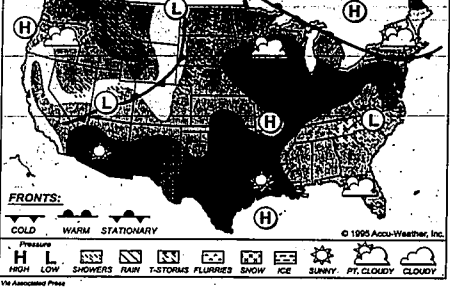 L
H
H
L
H
L
H
FRONTS:
COLD WARM STATIONARY
© 1995 Accu-Weather, Inc.
Pressure
H L
HIGH LOW SHOWERS RAIN T-STORMS FLURRIES SNOW ICE SUNNY PT. CLOUDY CLOUDY
Via Associated Press